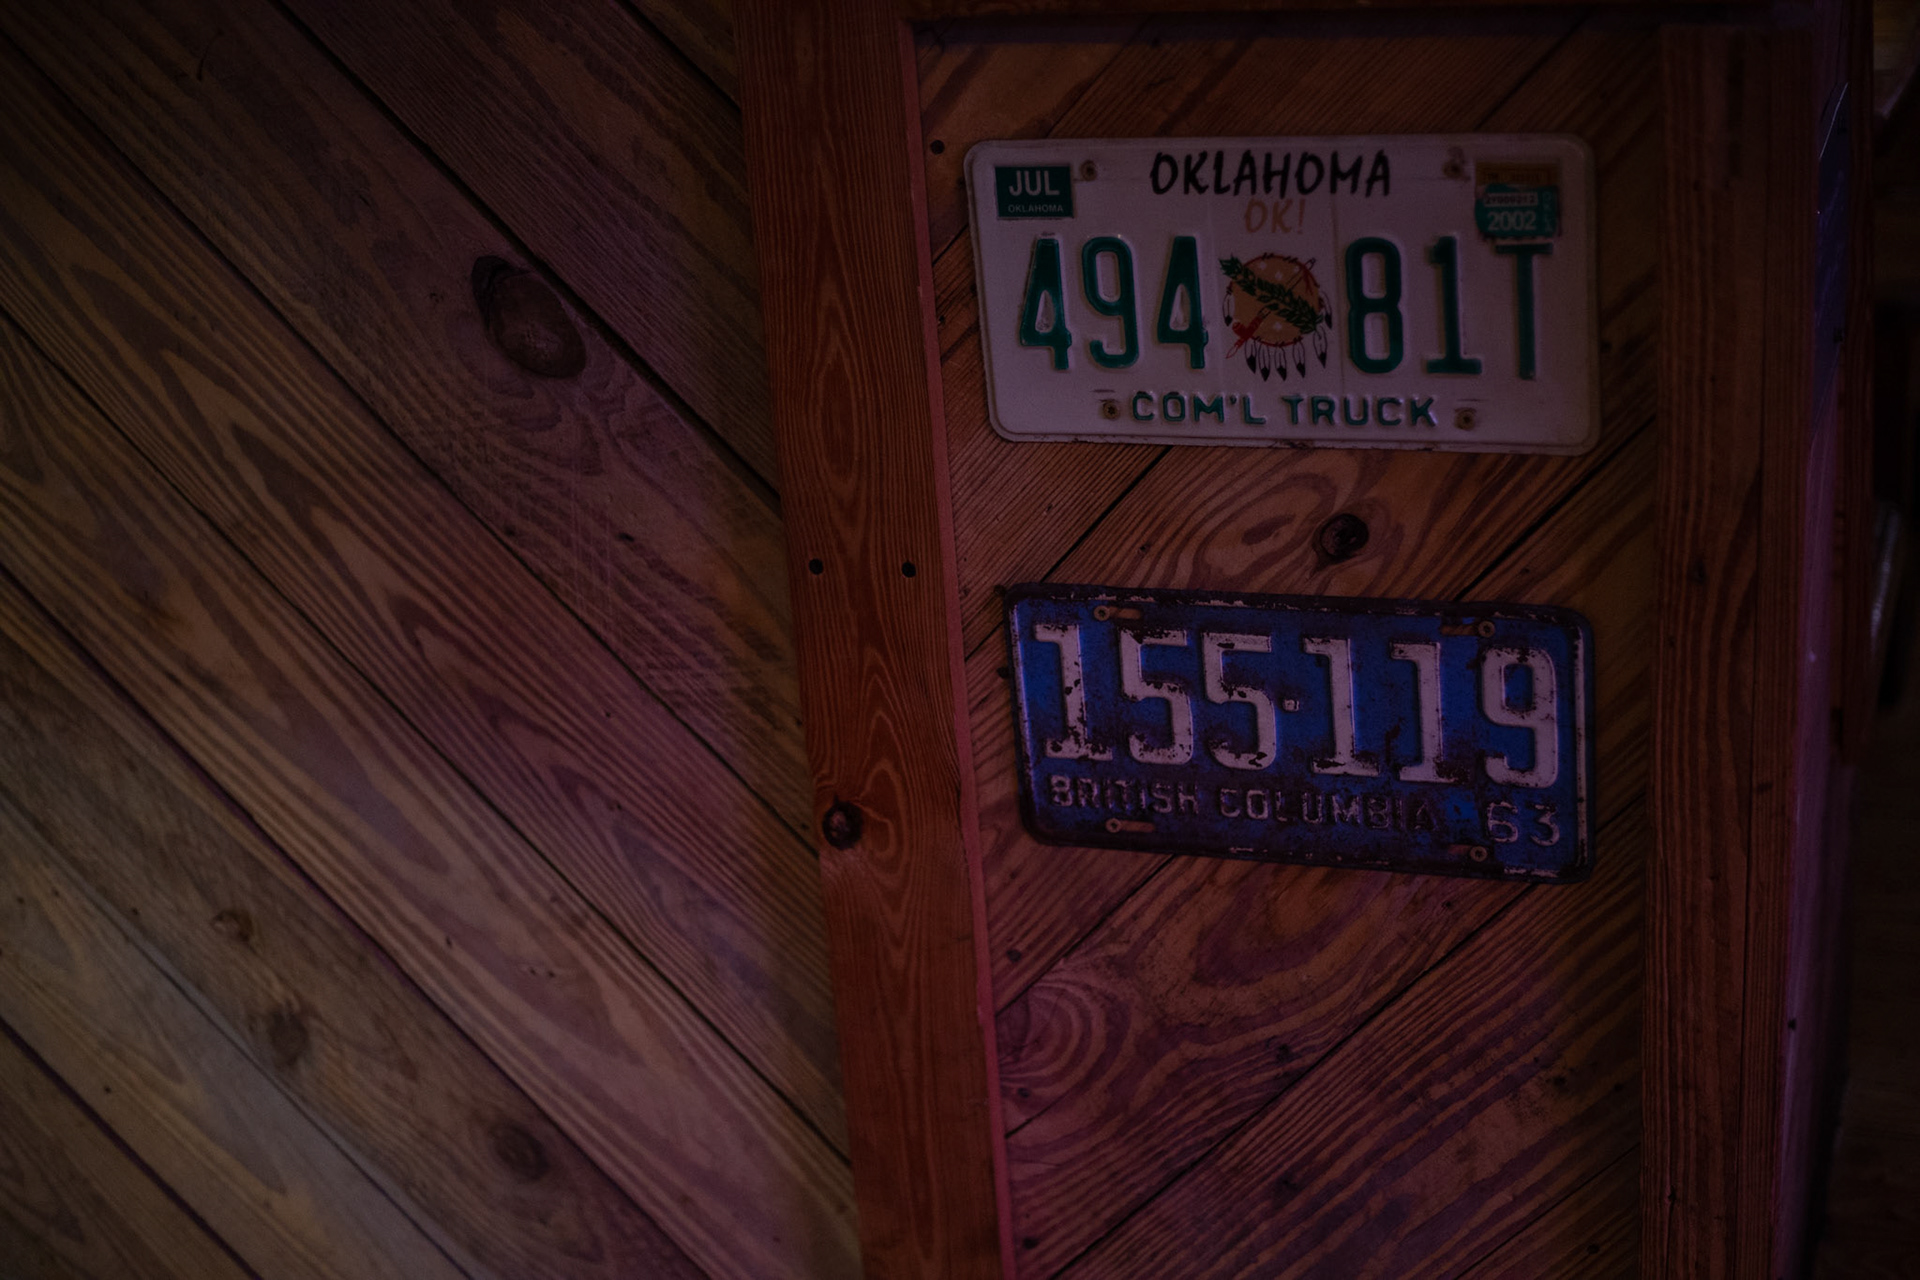 OKLAHOMA
JUL
OKLAHOMA
OK!
2002
494 81T
COM'L TRUCK
155·119
BRITISH COLUMBIA 63